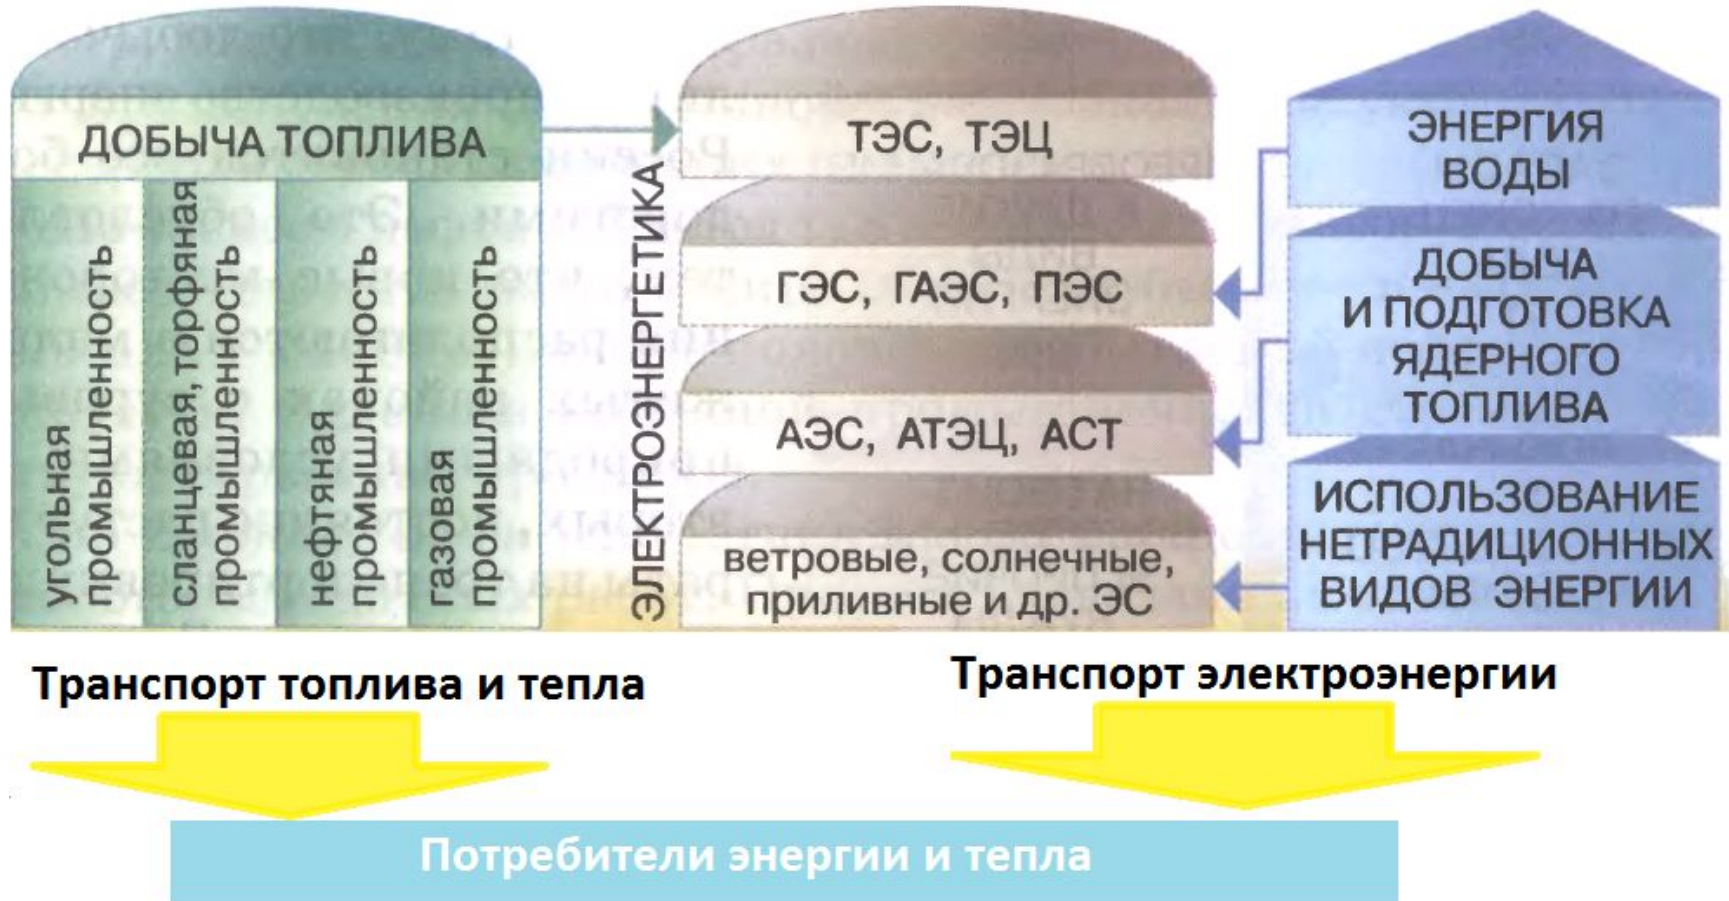 ДОБЫЧА ТОПЛИВА
угольная
промышленность
сланцевая, торфяная
промышленность
нефтяная
промышленность
газовая
промышленность
ЭЛЕКТРОЭНЕРГЕТИКА
ТЭС, ТЭЦ
ГЭС, ГАЭС, ПЭС
АЭС, АТЭЦ, АСТ
ветровые, солнечные,
приливные и др. ЭС
ЭНЕРГИЯ
ВОДЫ
ДОБЫЧА
И ПОДГОТОВКА
ЯДЕРНОГО
ТОПЛИВА
ИСПОЛЬЗОВАНИЕ
НЕТРАДИЦИОННЫХ
ВИДОВ ЭНЕРГИИ
Транспорт топлива и тепла
Транспорт электроэнергии
Потребители энергии и тепла